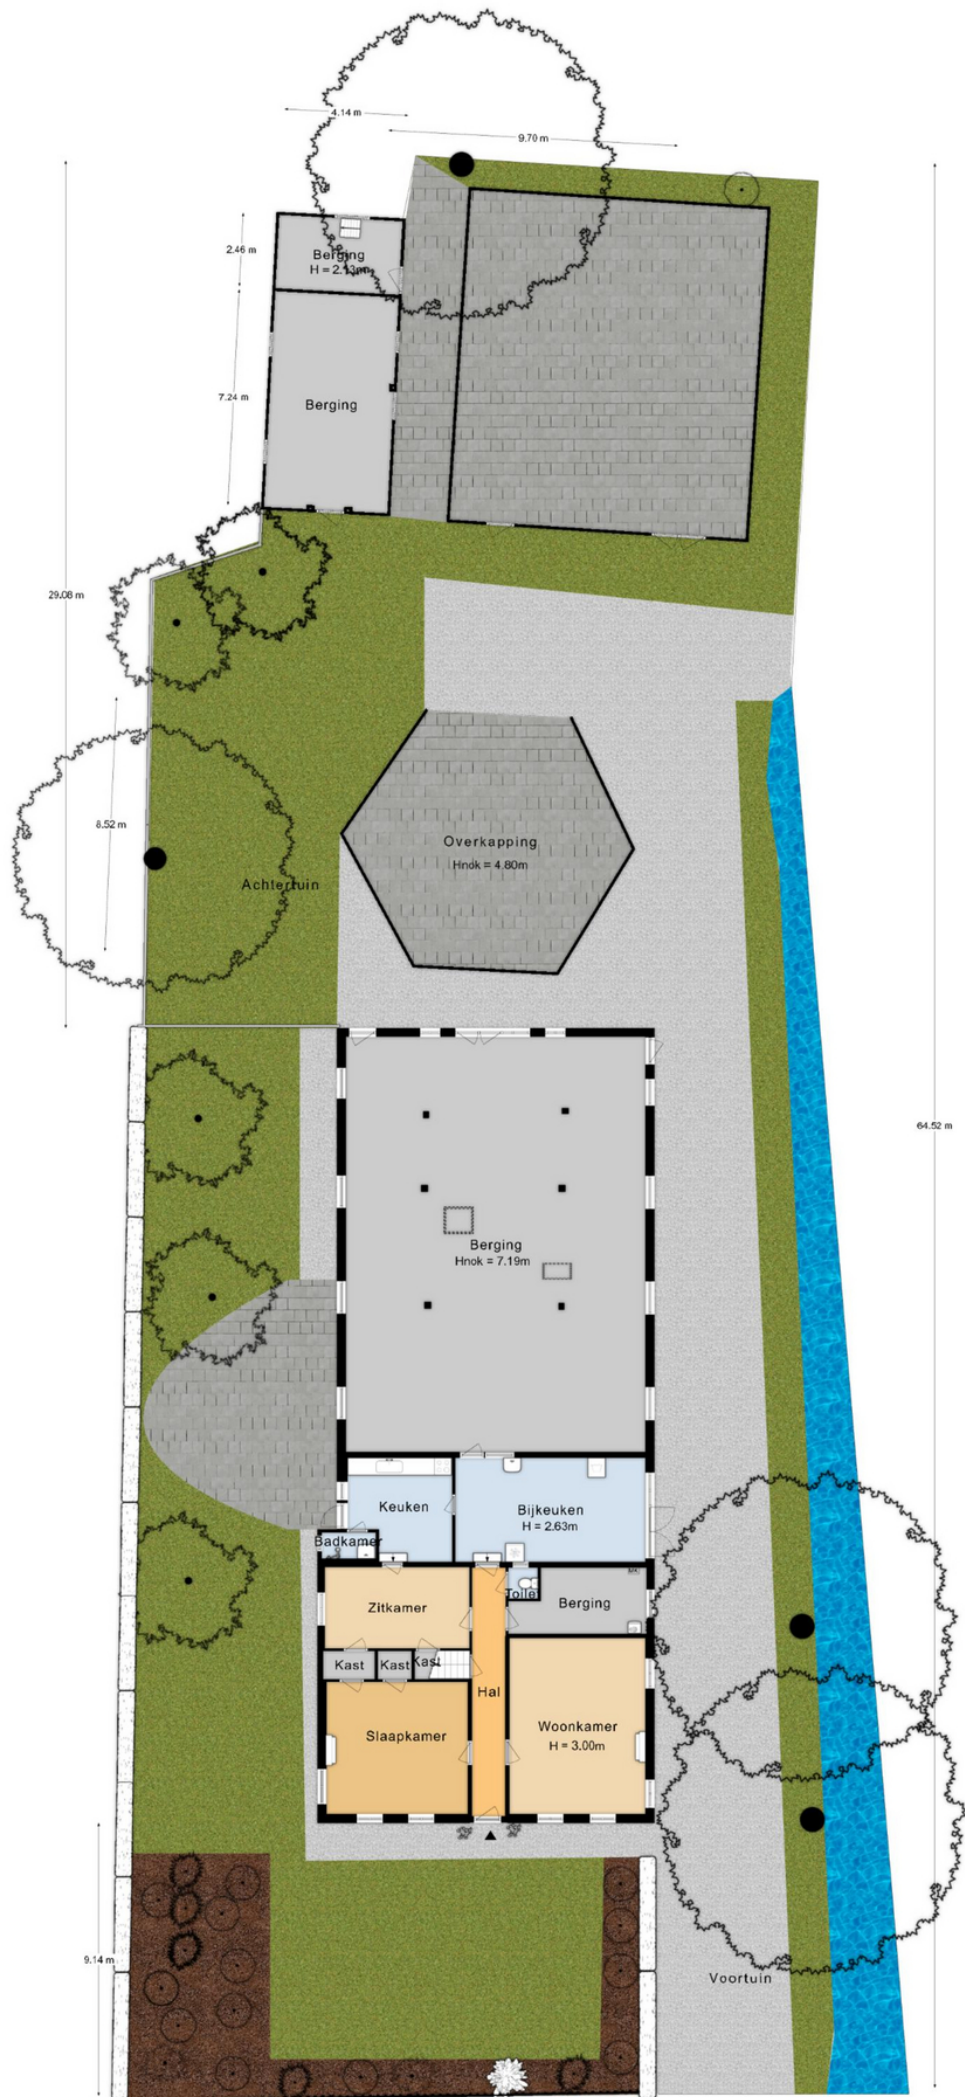 4.14 m
9.70 m
2.46 m
Berging
H = 2.13m
7.24 m
Berging
29.08 m
8.52 m
Overkapping
Hnok = 4.80m
Achtertuin
64.52 m
Berging
Hnok = 7.19m
Keuken
Bijkeuken
H = 2.63m
Badkamer
Toilet
Zitkamer
Berging
Kast
Kast
Kast
Hal
Slaapkamer
Woonkamer
H = 3.00m
9.14 m
Voortuin